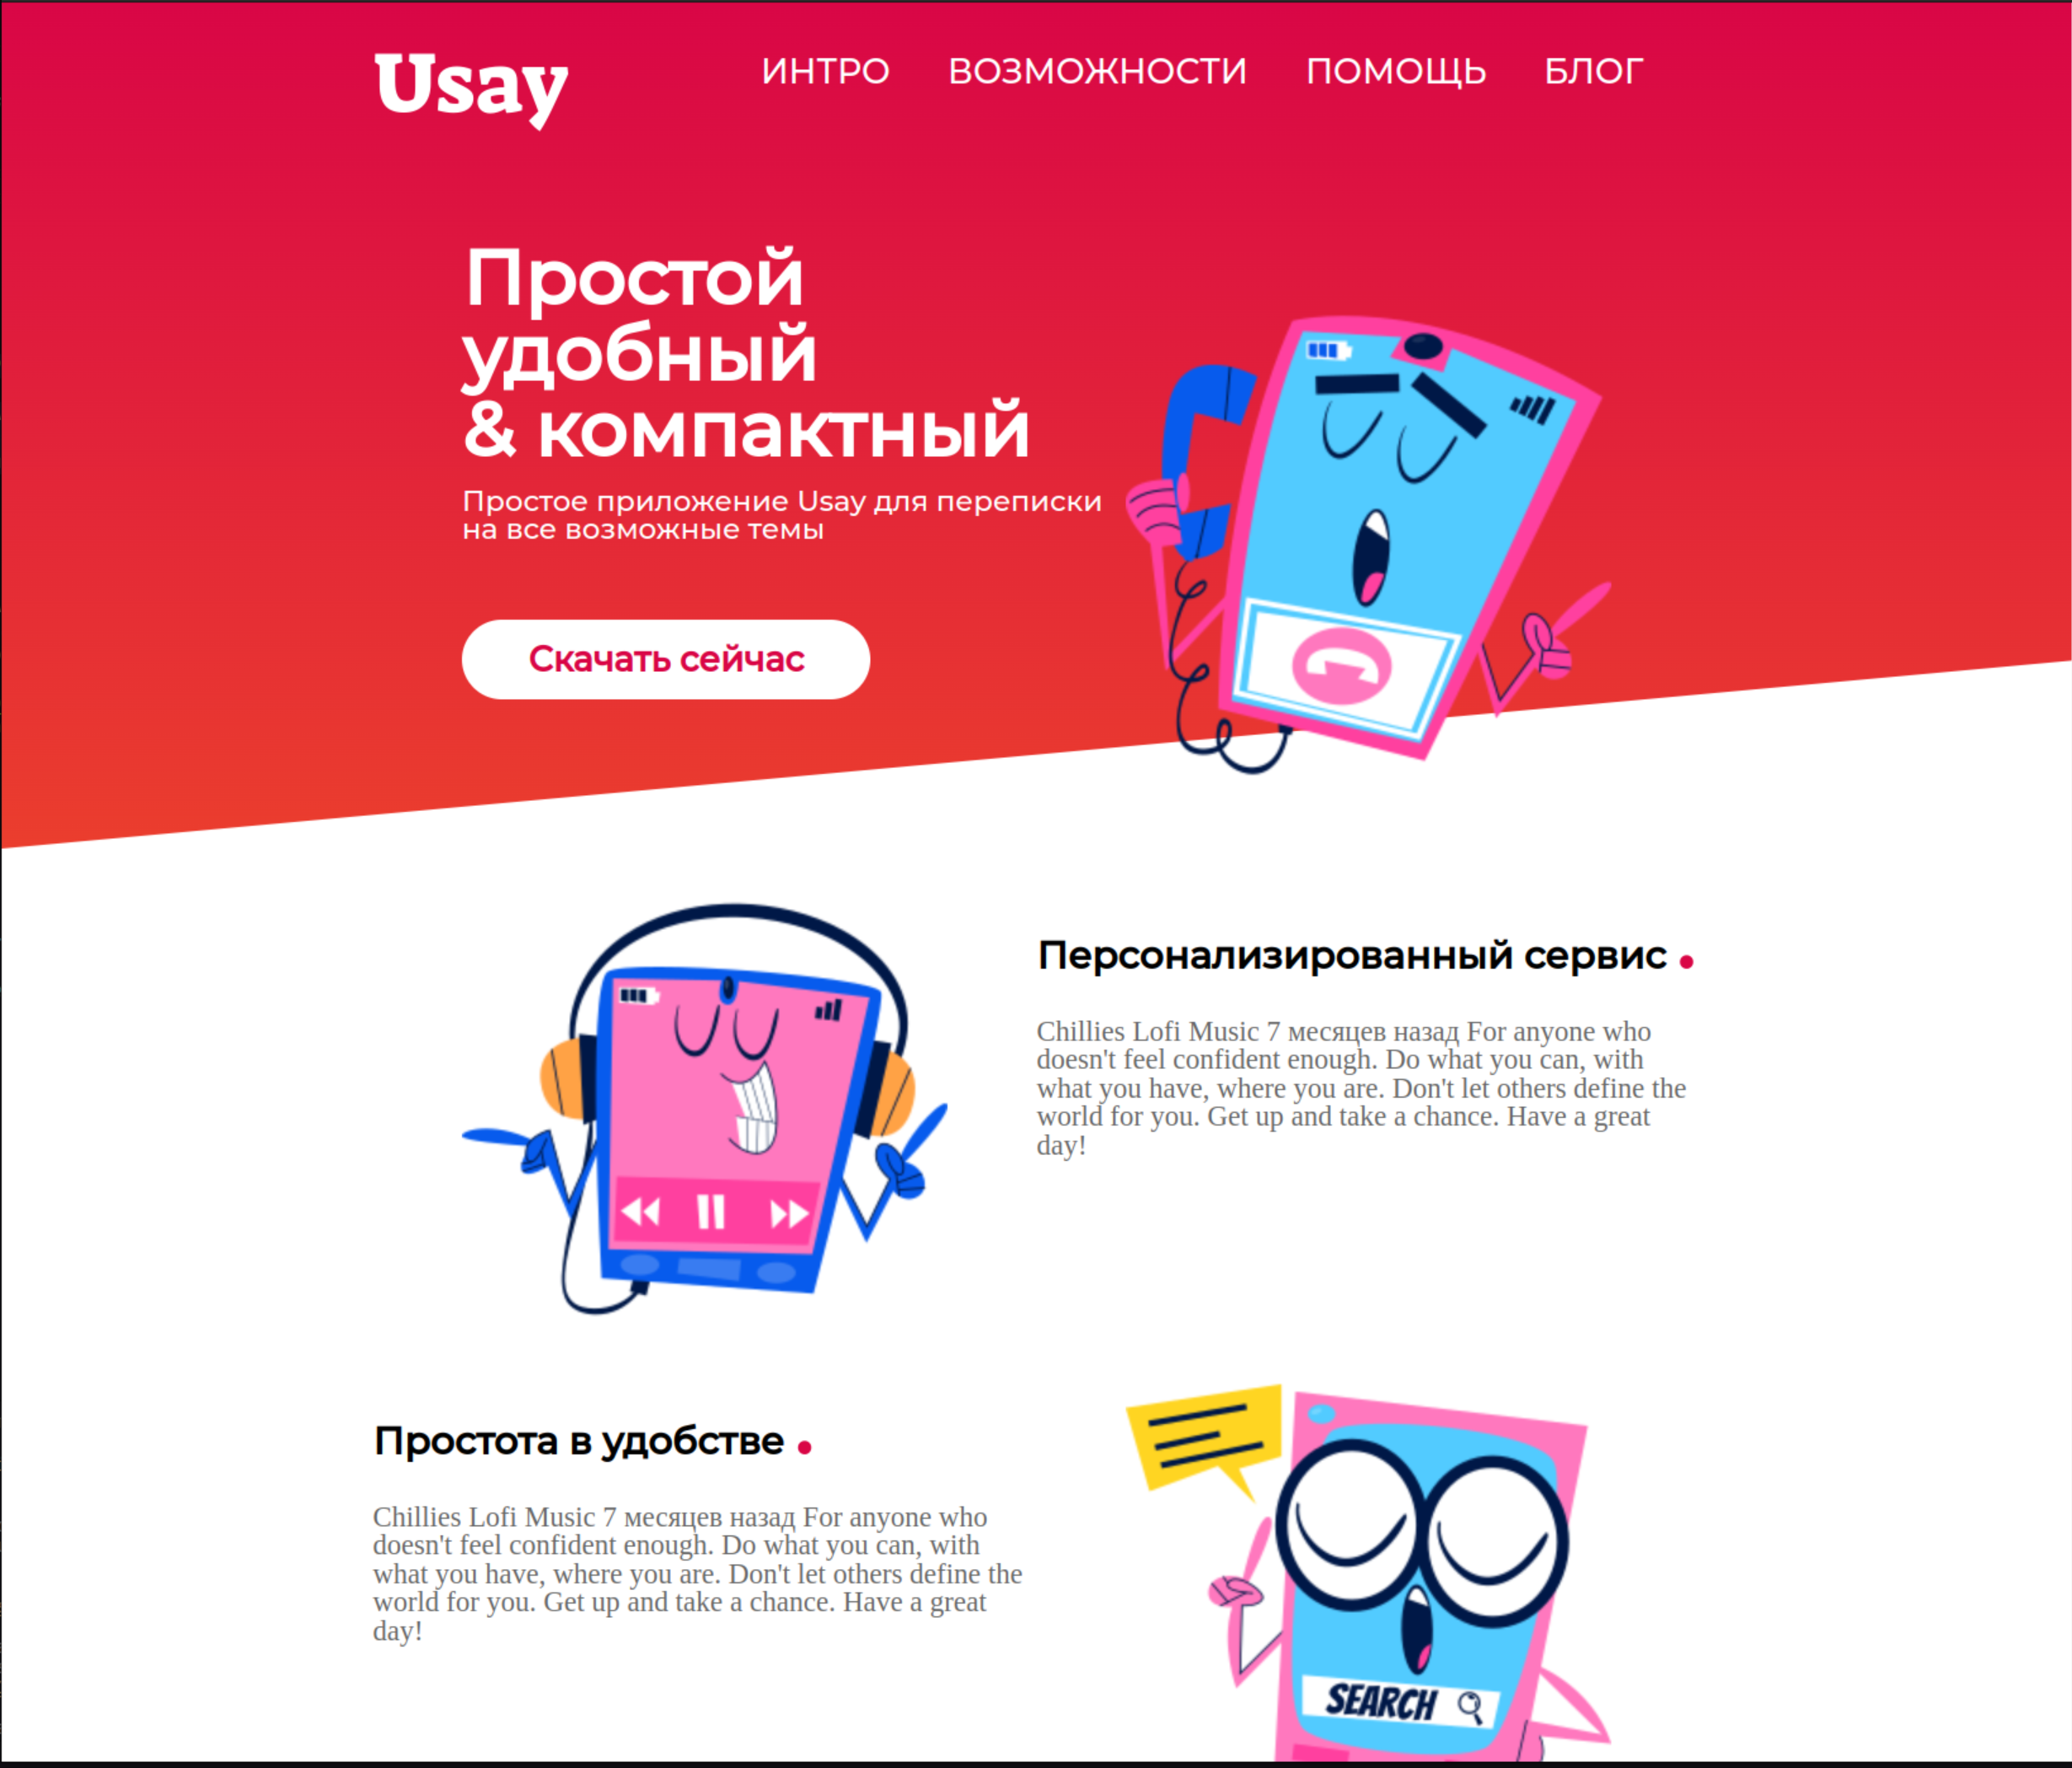 Usay
ИНТРО ВОЗМОЖНОСТИ ПОМОЩЬ БЛОГ
Простой
удобный
& компактный
Простое приложение Usay для переписки
на все возможные темы
Скачать сейчас
Персонализированный сервис
Chillies Lofi Music 7 месяцев назад For anyone who
doesn't feel confident enough. Do what you can, with
what you have, where you are. Don't let others define the
world for you. Get up and take a chance. Have a great
day!
Простота в удобстве
Chillies Lofi Music 7 месяцев назад For anyone who
doesn't feel confident enough. Do what you can, with
what you have, where you are. Don't let others define the
world for you. Get up and take a chance. Have a great
day!
SEARCH